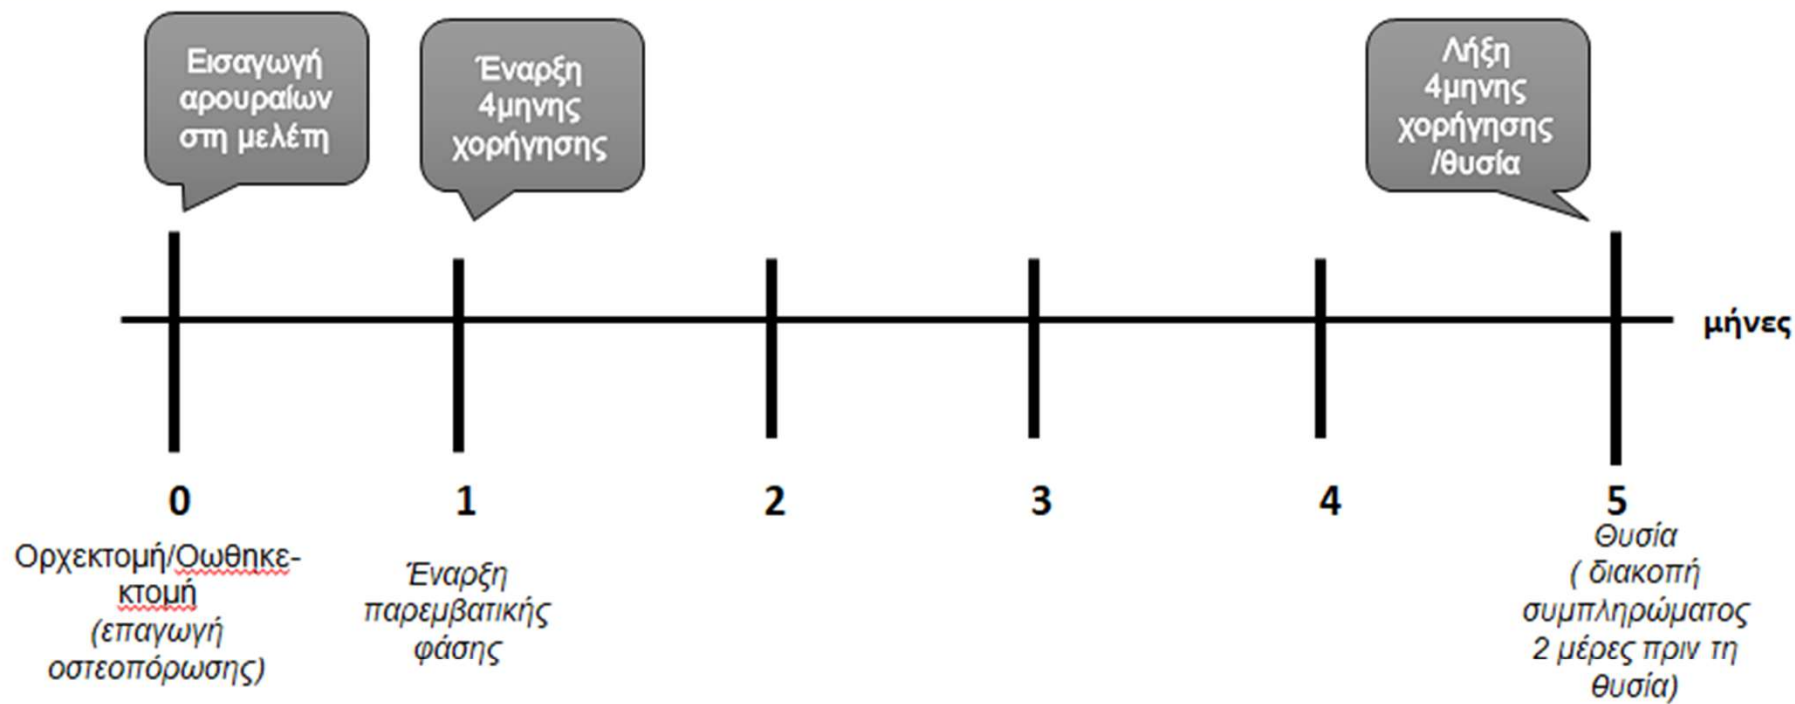 Εισαγωγή
αρουραίων
στη μελέτη
Έναρξη
4μηνης
χορήγησης
Λήξη
4μηνης
χορήγησης
/θυσία
μήνες
0
1
2
3
4
5
Ορχεκτομή/Οωθηκε-
κτομή
(επαγωγή
οστεοπόρωσης)
Έναρξη
παρεμβατικής
φάσης
Θυσία
( διακοπή
συμπληρώματος
2 μέρες πριν τη
θυσία)